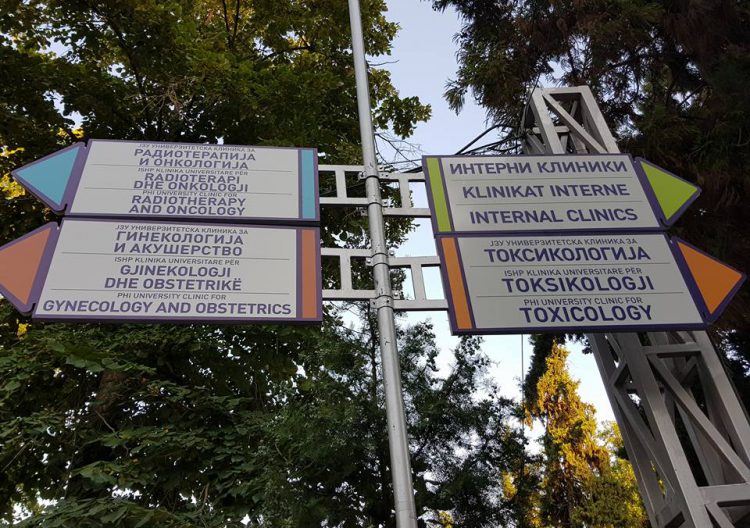 ЈЗУ УНИВЕРЗИТЕТСКА КЛИНИКА ЗА
РАДИОТЕРАПИЈА
И ОНКОЛОГИЈА
ISHP KLINIKA UNIVERSITARE PËR
RADIOTERAPI
DHE ONKOLOGJI
PHI UNIVERSITY CLINIC FOR
RADIOTHERAPY
AND ONCOLOGY
ЈЗУ УНИВЕРЗИТЕТСКА КЛИНИКА ЗА
ГИНЕКОЛОГИЈА
И АКУШЕРСТВО
ISHP KLINIKA UNIVERSITARE PËR
GJINEKOLOGJI
DHE OBSTETRIKË
PHI UNIVERSITY CLINIC FOR
GYNECOLOGY AND OBSTETRICS
ИНТЕРНИ КЛИНИКИ
KLINIKAT INTERNE
INTERNAL CLINICS
ЈЗУ УНИВЕРЗИТЕТСКА КЛИНИКА ЗА
ТОКСИКОЛОГИЈА
ISHP KLINIKA UNIVERSITARE PËR
TOKSIKOLOGJI
PHI UNIVERSITY CLINIC FOR
TOXICOLOGY